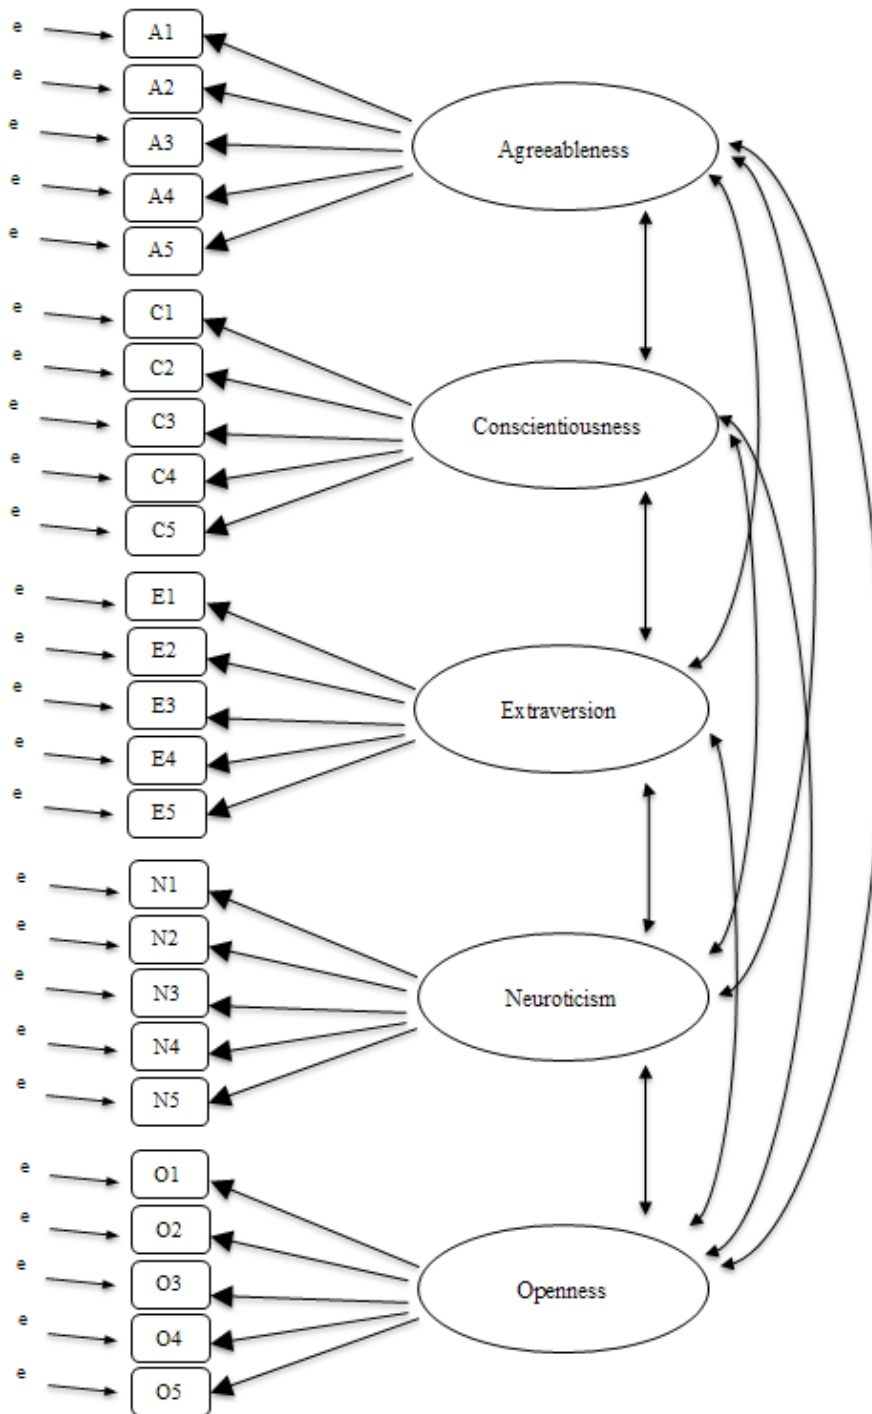 e
A1
e
A2
e
A3
e
A4
e
A5
Agreeableness
e
C1
e
C2
e
C3
e
C4
e
C5
Conscientiousness
e
E1
e
E2
e
E3
e
E4
e
E5
Extraversion
e
N1
e
N2
e
N3
e
N4
e
N5
Neuroticism
e
O1
e
O2
e
O3
e
O4
e
O5
Openness